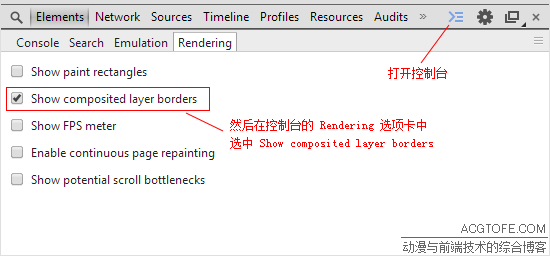 Elements Network Sources Timeline Profiles Resources Audits »
Console Search Emulation Rendering
打开控制台
Show paint rectangles
Show composited layer borders
Show FPS meter
Enable continuous page repainting
Show potential scroll bottlenecks
然后在控制台的 Rendering 选项卡中
选中 Show composited layer borders
ACGTOFE.COM
动漫与前端技术的综合博客